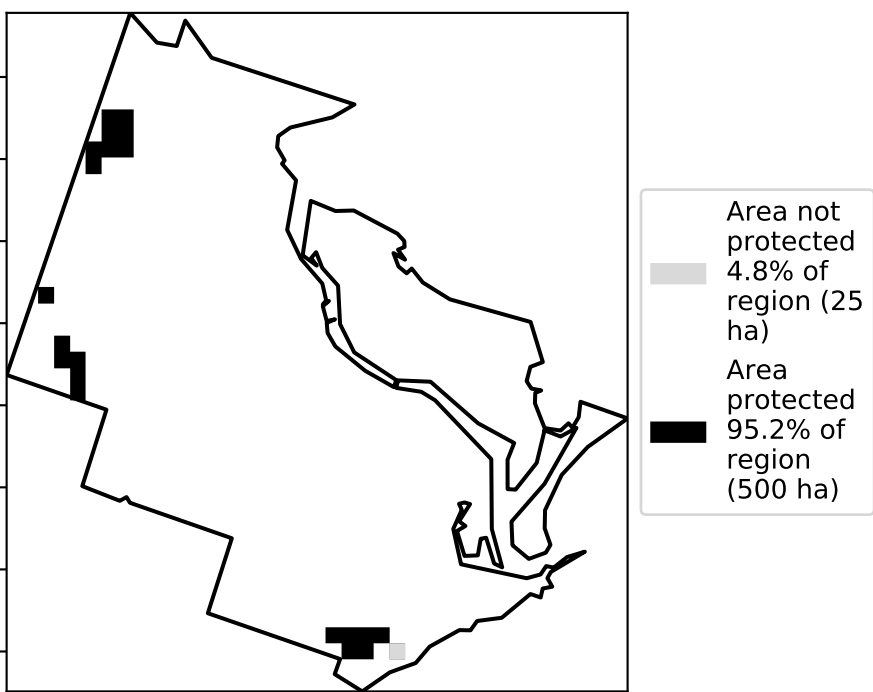 Area not
protected
4.8% of
region (25
ha)
Area
protected
95.2% of
region
(500 ha)